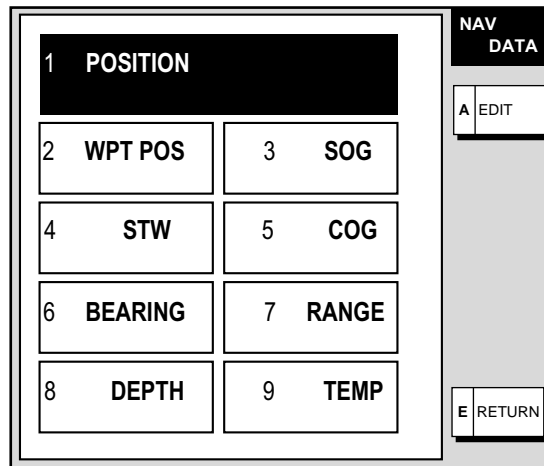 NAV
DATA
1 POSITION
A EDIT
2 WPT POS
3 SOG
4 STW
5 COG
6 BEARING
7 RANGE
8 DEPTH
9 TEMP
E RETURN